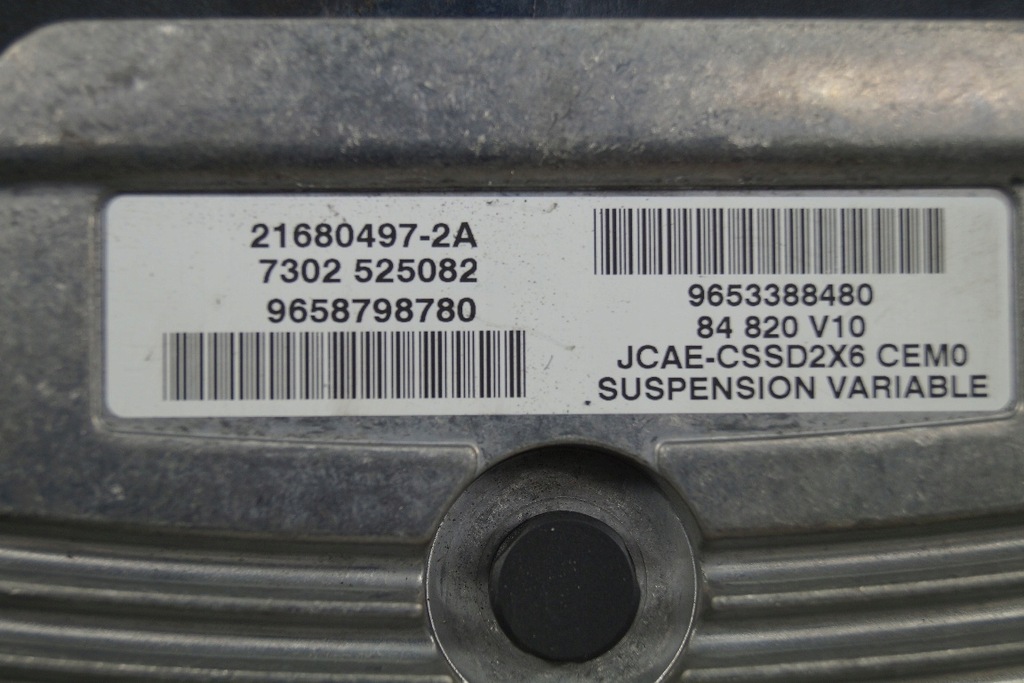 21680497-2A
7302 525082
9658798780
9653388480
84 820 V10
JCAE-CSSD2X6 CEM0
SUSPENSION VARIABLE